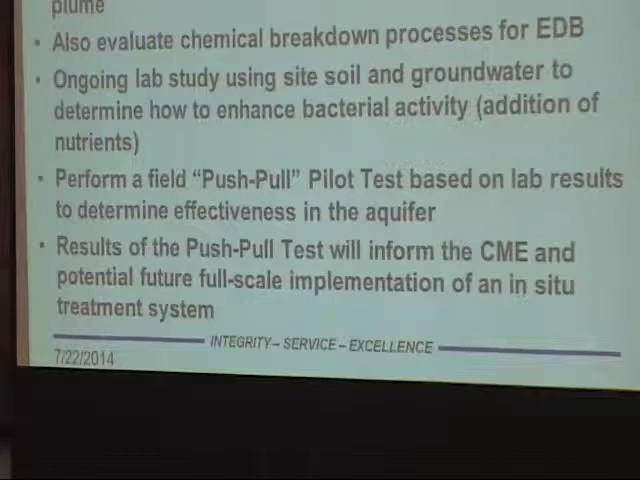 plume
• Also evaluate chemical breakdown processes for EDB
• Ongoing lab study using site soil and groundwater to
determine how to enhance bacterial activity (addition of
nutrients)
• Perform a field “Push-Pull” Pilot Test based on lab results
to determine effectiveness in the aquifer
• Results of the Push-Pull Test will inform the CME and
potential future full-scale implementation of an in situ
treatment system
INTEGRITY – SERVICE – EXCELLENCE
7/22/2014